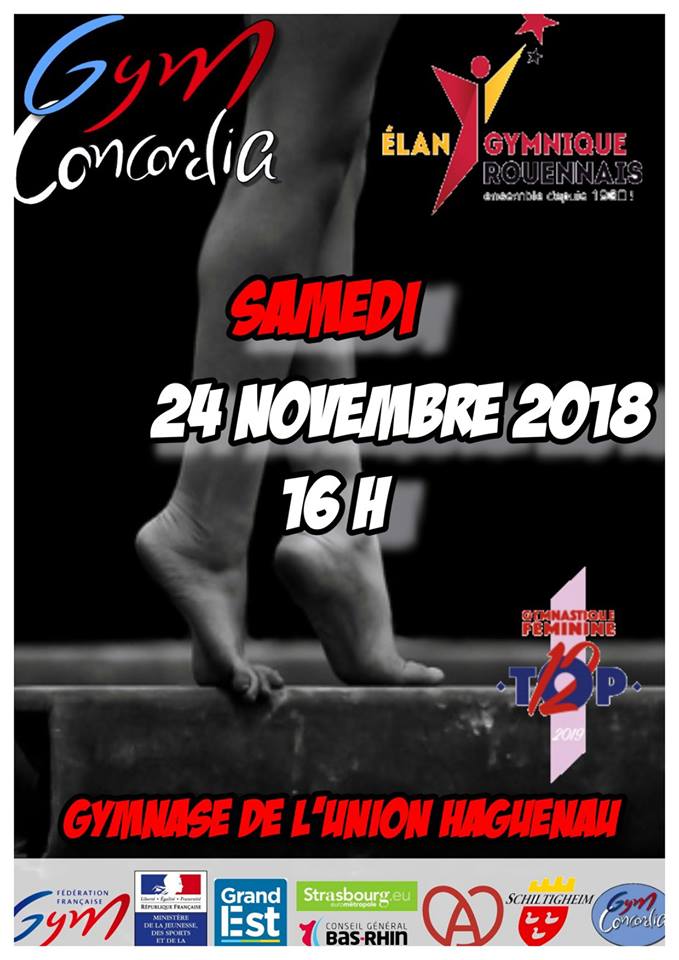 Gym
Concordia
ÉLAN GYMNIQUE
ROUENNAIS
ensemble depuis 1960!
SAMEDI
24 NOVEMBRE 2018
16 H
GYMNASTIQUE
FEMININE
TOP 12
2019
GYMNASE DE L'UNION HAGUENAU
FÉDÉRATION
FRANÇAISE
Gym
Liberté • Égalité • Fraternité
RÉPUBLIQUE FRANÇAISE
MINISTÈRE
DE LA JEUNESSE,
DES SPORTS
ET DE LA
Grand
Est
Strasbourg.eu
eurométropole
CONSEIL GÉNÉRAL
BAS-RHIN
SCHILTIGHEIM
Gym
Concordia